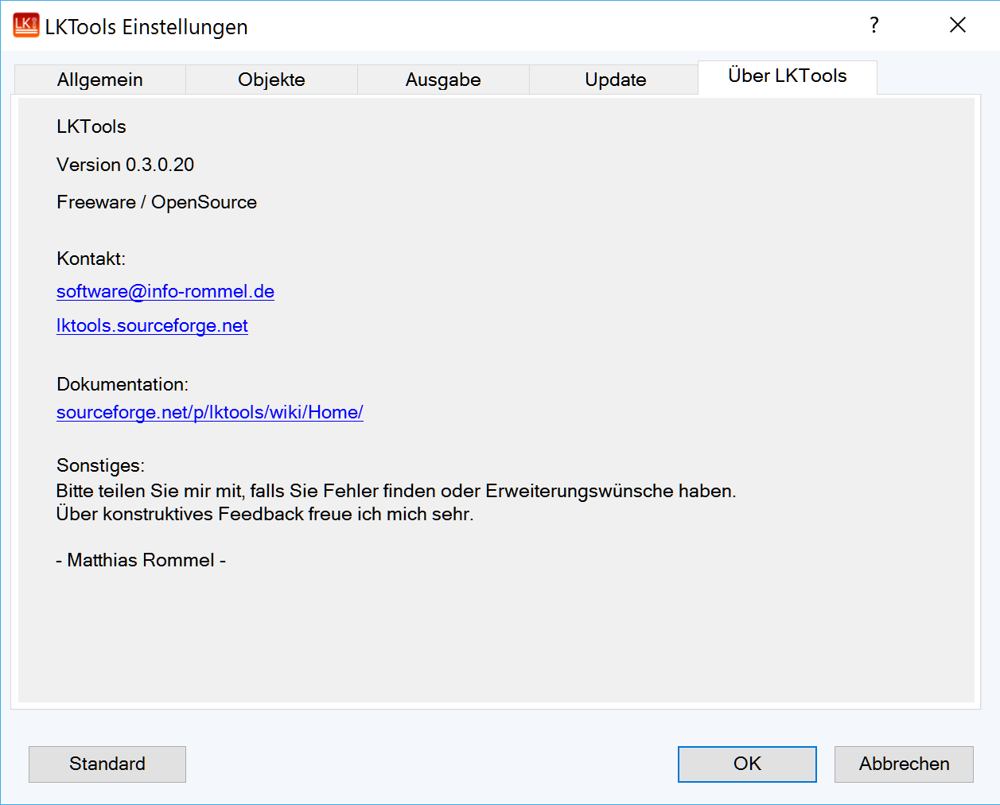 LK
LKTools Einstellungen
?
Allgemein
Objekte
Ausgabe
Update
Über LKTools
LKTools
Version 0.3.0.20
Freeware / OpenSource
Kontakt:
software@info-rommel.de
lktools.sourceforge.net
Dokumentation:
sourceforge.net/p/lktools/wiki/Home/
Sonstiges:
Bitte teilen Sie mir mit, falls Sie Fehler finden oder Erweiterungswünsche haben.
Über konstruktives Feedback freue ich mich sehr.
- Matthias Rommel -
Standard
OK
Abbrechen